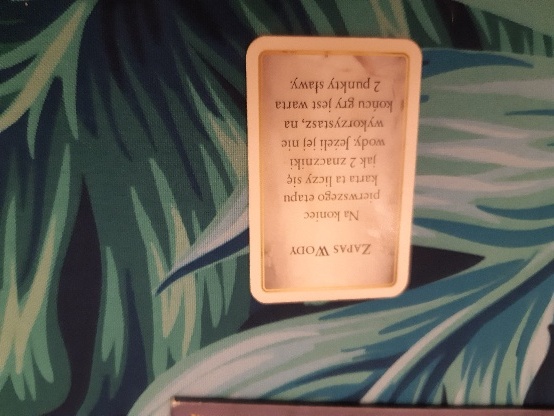 Zapas Wody
Na koniec
pierwszego etapu
karta ta liczy się
jak 2 znaczniki
wody. Jeżeli jej nie
wykorzystasz, na
końcu gry jest warta
2 punkty sławy.